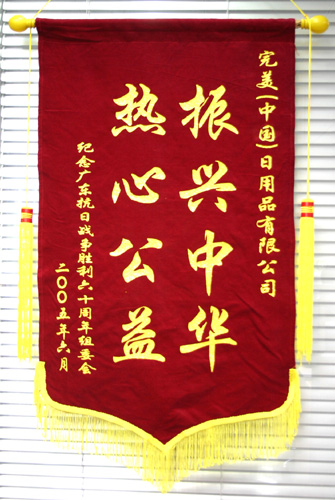 完美(中国)日用品有限公司
振兴中华
热心公益
纪念广东抗日战争胜利六十周年组委会
二〇〇五年六月